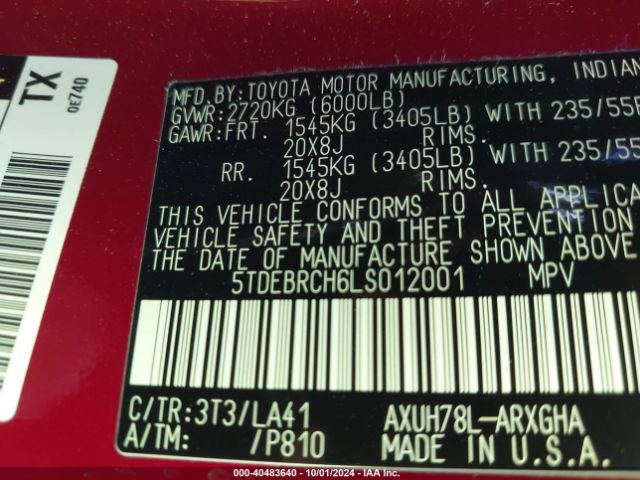 TX
0E740
MFD. BY: TOYOTA MOTOR MANUFACTURING, INDIAN
GVWR: 2720KG (6000LB)
GAWR: FRT. 1545KG (3405LB) WITH 235/55
20X8J RIMS.
RR. 1545KG (3405LB) WITH 235/55
20X8J RIMS.
THIS VEHICLE CONFORMS TO ALL APPLICA
VEHICLE SAFETY AND THEFT PREVENTION
THE DATE OF MANUFACTURE SHOWN ABOVE
5TDEBRCH6LS012001 MPV
C/TR: 3T3/LA41 AXUH78L-ARXGHA
A/TM: /P810 MADE IN U.S.A.
000-40483640 - 10/01/2024 - IAA Inc.